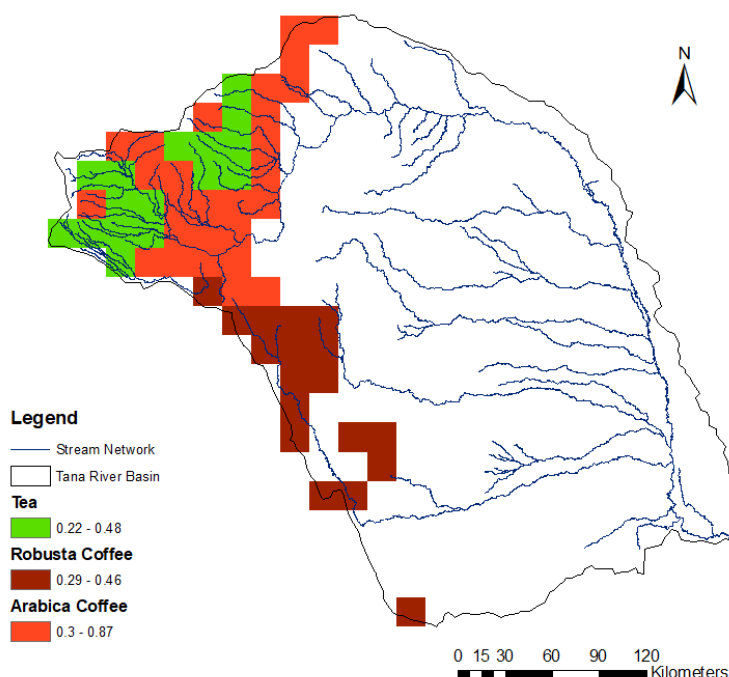 N
Legend
Stream Network
Tana River Basin
Tea
0.22 - 0.48
Robusta Coffee
0.29 - 0.46
Arabica Coffee
0.3 - 0.87
0 15 30 60 90 120
Kilometers